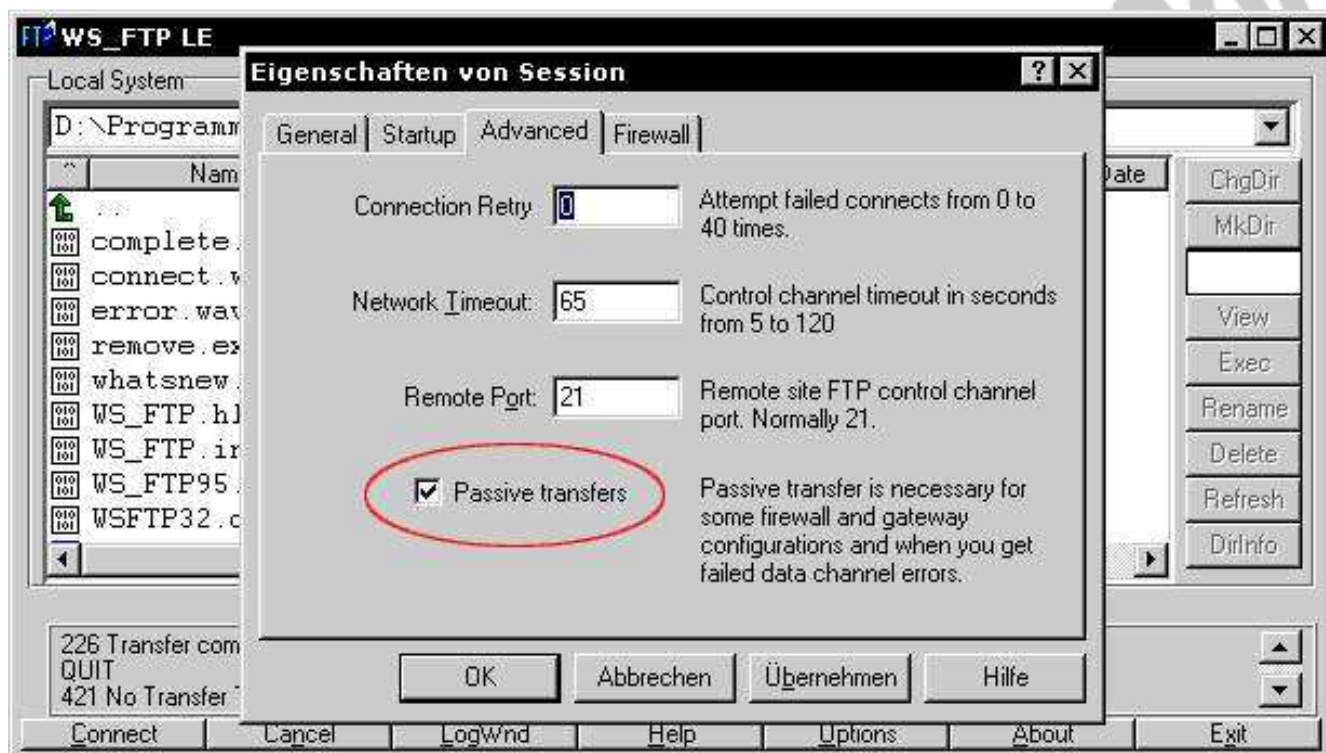 WS_FTP LE
Eigenschaften von Session
Local System
D:\Programm
General
Startup
Advanced
Firewall
Nam
Date
..
complete.
connect.w
error.wav
remove.ex
whatsnew.
WS_FTP.hl
WS_FTP.in
WS_FTP95.
Connection Retry
0
Attempt failed connects from 0 to
40 times.
Network Timeout:
65
Control channel timeout in seconds
from 5 to 120
Remote Port:
21
Remote site FTP control channel
port. Normally 21.
Passive transfers
Passive transfer is necessary for
some firewall and gateway
configurations and when you get
failed data channel errors.
ChgDir
MkDir
View
Exec
Rename
Delete
Refresh
DirInfo
226 Transfer com
QUIT
421 No Transfer T
OK
Abbrechen
Übernehmen
Hilfe
Connect
Cancel
LogWnd
Help
Options
About
Exit